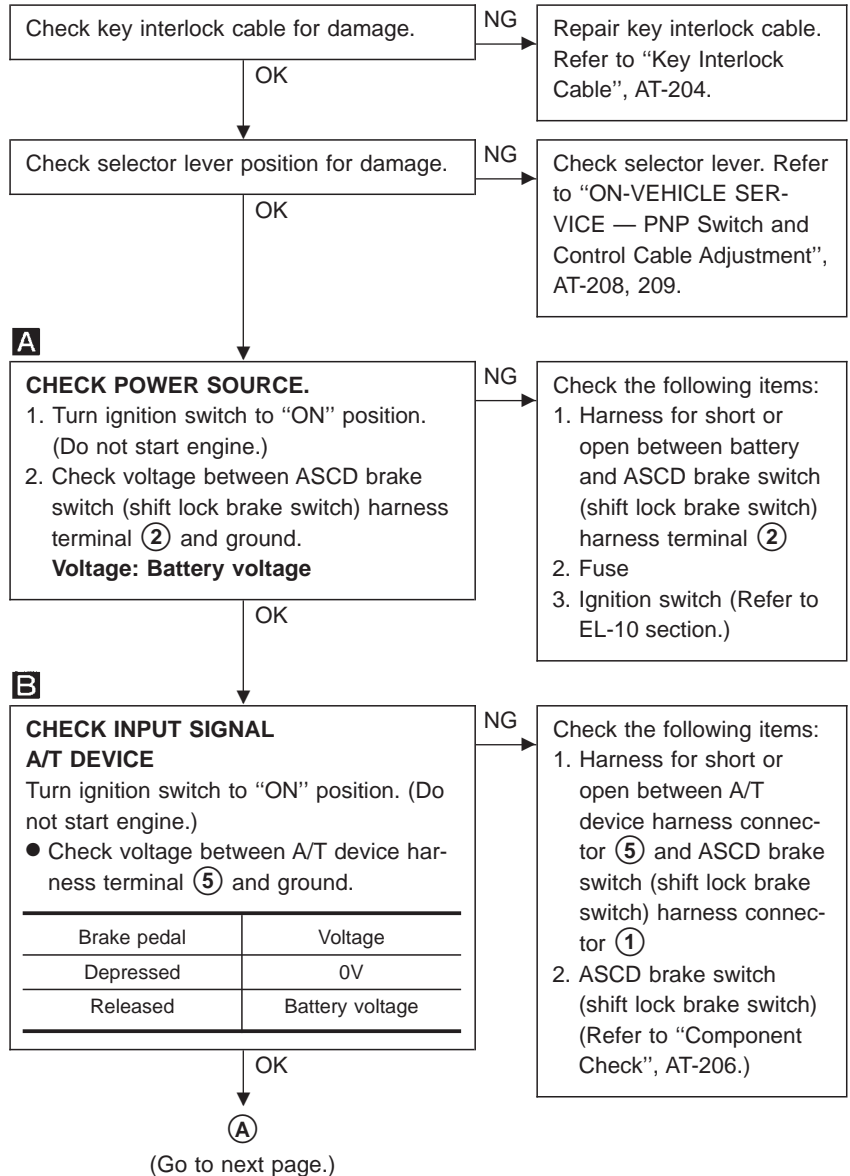 Check key interlock cable for damage.
NG
Repair key interlock cable.
Refer to ‘‘Key Interlock
Cable’’, AT-204.
OK
Check selector lever position for damage.
NG
Check selector lever. Refer
to ‘‘ON-VEHICLE SER-
VICE — PNP Switch and
Control Cable Adjustment’’,
AT-208, 209.
OK
A
CHECK POWER SOURCE.
1. Turn ignition switch to ‘‘ON’’ position.
(Do not start engine.)
2. Check voltage between ASCD brake
switch (shift lock brake switch) harness
terminal ② and ground.
Voltage: Battery voltage
NG
Check the following items:
1. Harness for short or
open between battery
and ASCD brake switch
(shift lock brake switch)
harness terminal ②
2. Fuse
3. Ignition switch (Refer to
EL-10 section.)
OK
B
CHECK INPUT SIGNAL
A/T DEVICE
Turn ignition switch to ‘‘ON’’ position. (Do
not start engine.)
● Check voltage between A/T device har-
ness terminal ⑤ and ground.
Brake pedal Voltage
Depressed 0V
Released Battery voltage
NG
Check the following items:
1. Harness for short or
open between A/T
device harness connec-
tor ⑤ and ASCD brake
switch (shift lock brake
switch) harness connec-
tor ①
2. ASCD brake switch
(shift lock brake switch)
(Refer to ‘‘Component
Check’’, AT-206.)
OK
Ⓐ
(Go to next page.)